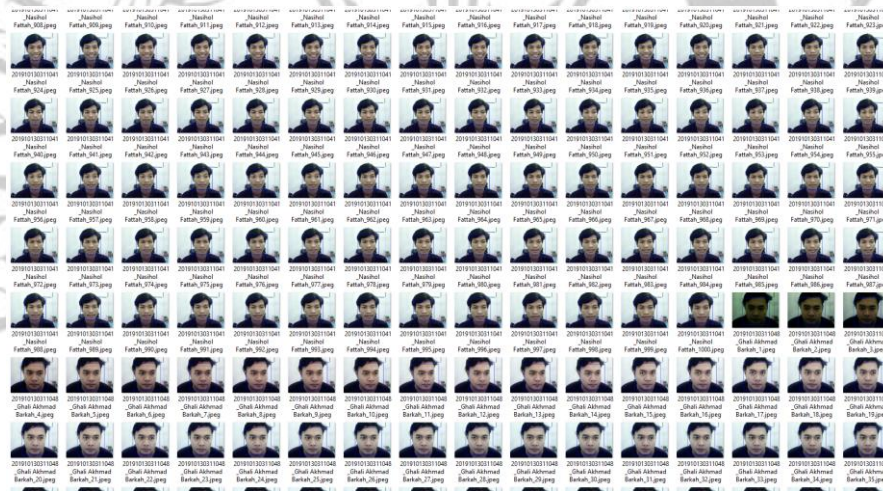 _Nasihol _Nasihol _Nasihol _Nasihol _Nasihol _Nasihol _Nasihol _Nasihol _Nasihol _Nasihol _Nasihol _Nasihol _Nasihol _Nasihol _Nasihol _Nasihol
Fattah_908.jpeg Fattah_909.jpeg Fattah_910.jpeg Fattah_911.jpeg Fattah_912.jpeg Fattah_913.jpeg Fattah_914.jpeg Fattah_915.jpeg Fattah_916.jpeg Fattah_917.jpeg Fattah_918.jpeg Fattah_919.jpeg Fattah_920.jpeg Fattah_921.jpeg Fattah_922.jpeg Fattah_923.jp
201910130311041 201910130311041 201910130311041 201910130311041 201910130311041 201910130311041 201910130311041 201910130311041 201910130311041 201910130311041 201910130311041 201910130311041 201910130311041 201910130311041 201910130311041 2019101303110
_Nasihol _Nasihol _Nasihol _Nasihol _Nasihol _Nasihol _Nasihol _Nasihol _Nasihol _Nasihol _Nasihol _Nasihol _Nasihol _Nasihol _Nasihol _Nasihol
Fattah_924.jpeg Fattah_925.jpeg Fattah_926.jpeg Fattah_927.jpeg Fattah_928.jpeg Fattah_929.jpeg Fattah_930.jpeg Fattah_931.jpeg Fattah_932.jpeg Fattah_933.jpeg Fattah_934.jpeg Fattah_935.jpeg Fattah_936.jpeg Fattah_937.jpeg Fattah_938.jpeg Fattah_939.jp
201910130311041 201910130311041 201910130311041 201910130311041 201910130311041 201910130311041 201910130311041 201910130311041 201910130311041 201910130311041 201910130311041 201910130311041 201910130311041 201910130311041 201910130311041 2019101303110
_Nasihol _Nasihol _Nasihol _Nasihol _Nasihol _Nasihol _Nasihol _Nasihol _Nasihol _Nasihol _Nasihol _Nasihol _Nasihol _Nasihol _Nasihol _Nasihol
Fattah_940.jpeg Fattah_941.jpeg Fattah_942.jpeg Fattah_943.jpeg Fattah_944.jpeg Fattah_945.jpeg Fattah_946.jpeg Fattah_947.jpeg Fattah_948.jpeg Fattah_949.jpeg Fattah_950.jpeg Fattah_951.jpeg Fattah_952.jpeg Fattah_953.jpeg Fattah_954.jpeg Fattah_955.jp
201910130311041 201910130311041 201910130311041 201910130311041 201910130311041 201910130311041 201910130311041 201910130311041 201910130311041 201910130311041 201910130311041 201910130311041 201910130311041 201910130311041 201910130311041 2019101303110
_Nasihol _Nasihol _Nasihol _Nasihol _Nasihol _Nasihol _Nasihol _Nasihol _Nasihol _Nasihol _Nasihol _Nasihol _Nasihol _Nasihol _Nasihol _Nasihol
Fattah_956.jpeg Fattah_957.jpeg Fattah_958.jpeg Fattah_959.jpeg Fattah_960.jpeg Fattah_961.jpeg Fattah_962.jpeg Fattah_963.jpeg Fattah_964.jpeg Fattah_965.jpeg Fattah_966.jpeg Fattah_967.jpeg Fattah_968.jpeg Fattah_969.jpeg Fattah_970.jpeg Fattah_971.jp
201910130311041 201910130311041 201910130311041 201910130311041 201910130311041 201910130311041 201910130311041 201910130311041 201910130311041 201910130311041 201910130311041 201910130311041 201910130311041 201910130311041 201910130311041 2019101303110
_Nasihol _Nasihol _Nasihol _Nasihol _Nasihol _Nasihol _Nasihol _Nasihol _Nasihol _Nasihol _Nasihol _Nasihol _Nasihol _Nasihol _Nasihol _Nasihol
Fattah_972.jpeg Fattah_973.jpeg Fattah_974.jpeg Fattah_975.jpeg Fattah_976.jpeg Fattah_977.jpeg Fattah_978.jpeg Fattah_979.jpeg Fattah_980.jpeg Fattah_981.jpeg Fattah_982.jpeg Fattah_983.jpeg Fattah_984.jpeg Fattah_985.jpeg Fattah_986.jpeg Fattah_987.jp
201910130311041 201910130311041 201910130311041 201910130311041 201910130311041 201910130311041 201910130311041 201910130311041 201910130311041 201910130311041 201910130311041 201910130311041 201910130311041 201910130311048 201910130311048 2019101303110
_Nasihol _Nasihol _Nasihol _Nasihol _Nasihol _Nasihol _Nasihol _Nasihol _Nasihol _Nasihol _Nasihol _Nasihol _Nasihol _Ghali Akhmad _Ghali Akhmad _Ghali Akhma
Fattah_988.jpeg Fattah_989.jpeg Fattah_990.jpeg Fattah_991.jpeg Fattah_992.jpeg Fattah_993.jpeg Fattah_994.jpeg Fattah_995.jpeg Fattah_996.jpeg Fattah_997.jpeg Fattah_998.jpeg Fattah_999.jpeg Fattah_1000.jpeg Barkah_1.jpeg Barkah_2.jpeg Barkah_3.jpe
201910130311048 201910130311048 201910130311048 201910130311048 201910130311048 201910130311048 201910130311048 201910130311048 201910130311048 201910130311048 201910130311048 201910130311048 201910130311048 201910130311048 201910130311048 2019101303110
_Ghali Akhmad _Ghali Akhmad _Ghali Akhmad _Ghali Akhmad _Ghali Akhmad _Ghali Akhmad _Ghali Akhmad _Ghali Akhmad _Ghali Akhmad _Ghali Akhmad _Ghali Akhmad _Ghali Akhmad _Ghali Akhmad _Ghali Akhmad _Ghali Akhmad _Ghali Akhma
Barkah_4.jpeg Barkah_5.jpeg Barkah_6.jpeg Barkah_7.jpeg Barkah_8.jpeg Barkah_9.jpeg Barkah_10.jpeg Barkah_11.jpeg Barkah_12.jpeg Barkah_13.jpeg Barkah_14.jpeg Barkah_15.jpeg Barkah_16.jpeg Barkah_17.jpeg Barkah_18.jpeg Barkah_19.jpe
201910130311048 201910130311048 201910130311048 201910130311048 201910130311048 201910130311048 201910130311048 201910130311048 201910130311048 201910130311048 201910130311048 201910130311048 201910130311048 201910130311048 201910130311048 2019101303110
_Ghali Akhmad _Ghali Akhmad _Ghali Akhmad _Ghali Akhmad _Ghali Akhmad _Ghali Akhmad _Ghali Akhmad _Ghali Akhmad _Ghali Akhmad _Ghali Akhmad _Ghali Akhmad _Ghali Akhmad _Ghali Akhmad _Ghali Akhmad _Ghali Akhmad _Ghali Akhma
Barkah_20.jpeg Barkah_21.jpeg Barkah_22.jpeg Barkah_23.jpeg Barkah_24.jpeg Barkah_25.jpeg Barkah_26.jpeg Barkah_27.jpeg Barkah_28.jpeg Barkah_29.jpeg Barkah_30.jpeg Barkah_31.jpeg Barkah_32.jpeg Barkah_33.jpeg Barkah_34.jpeg Barkah_35.jpe